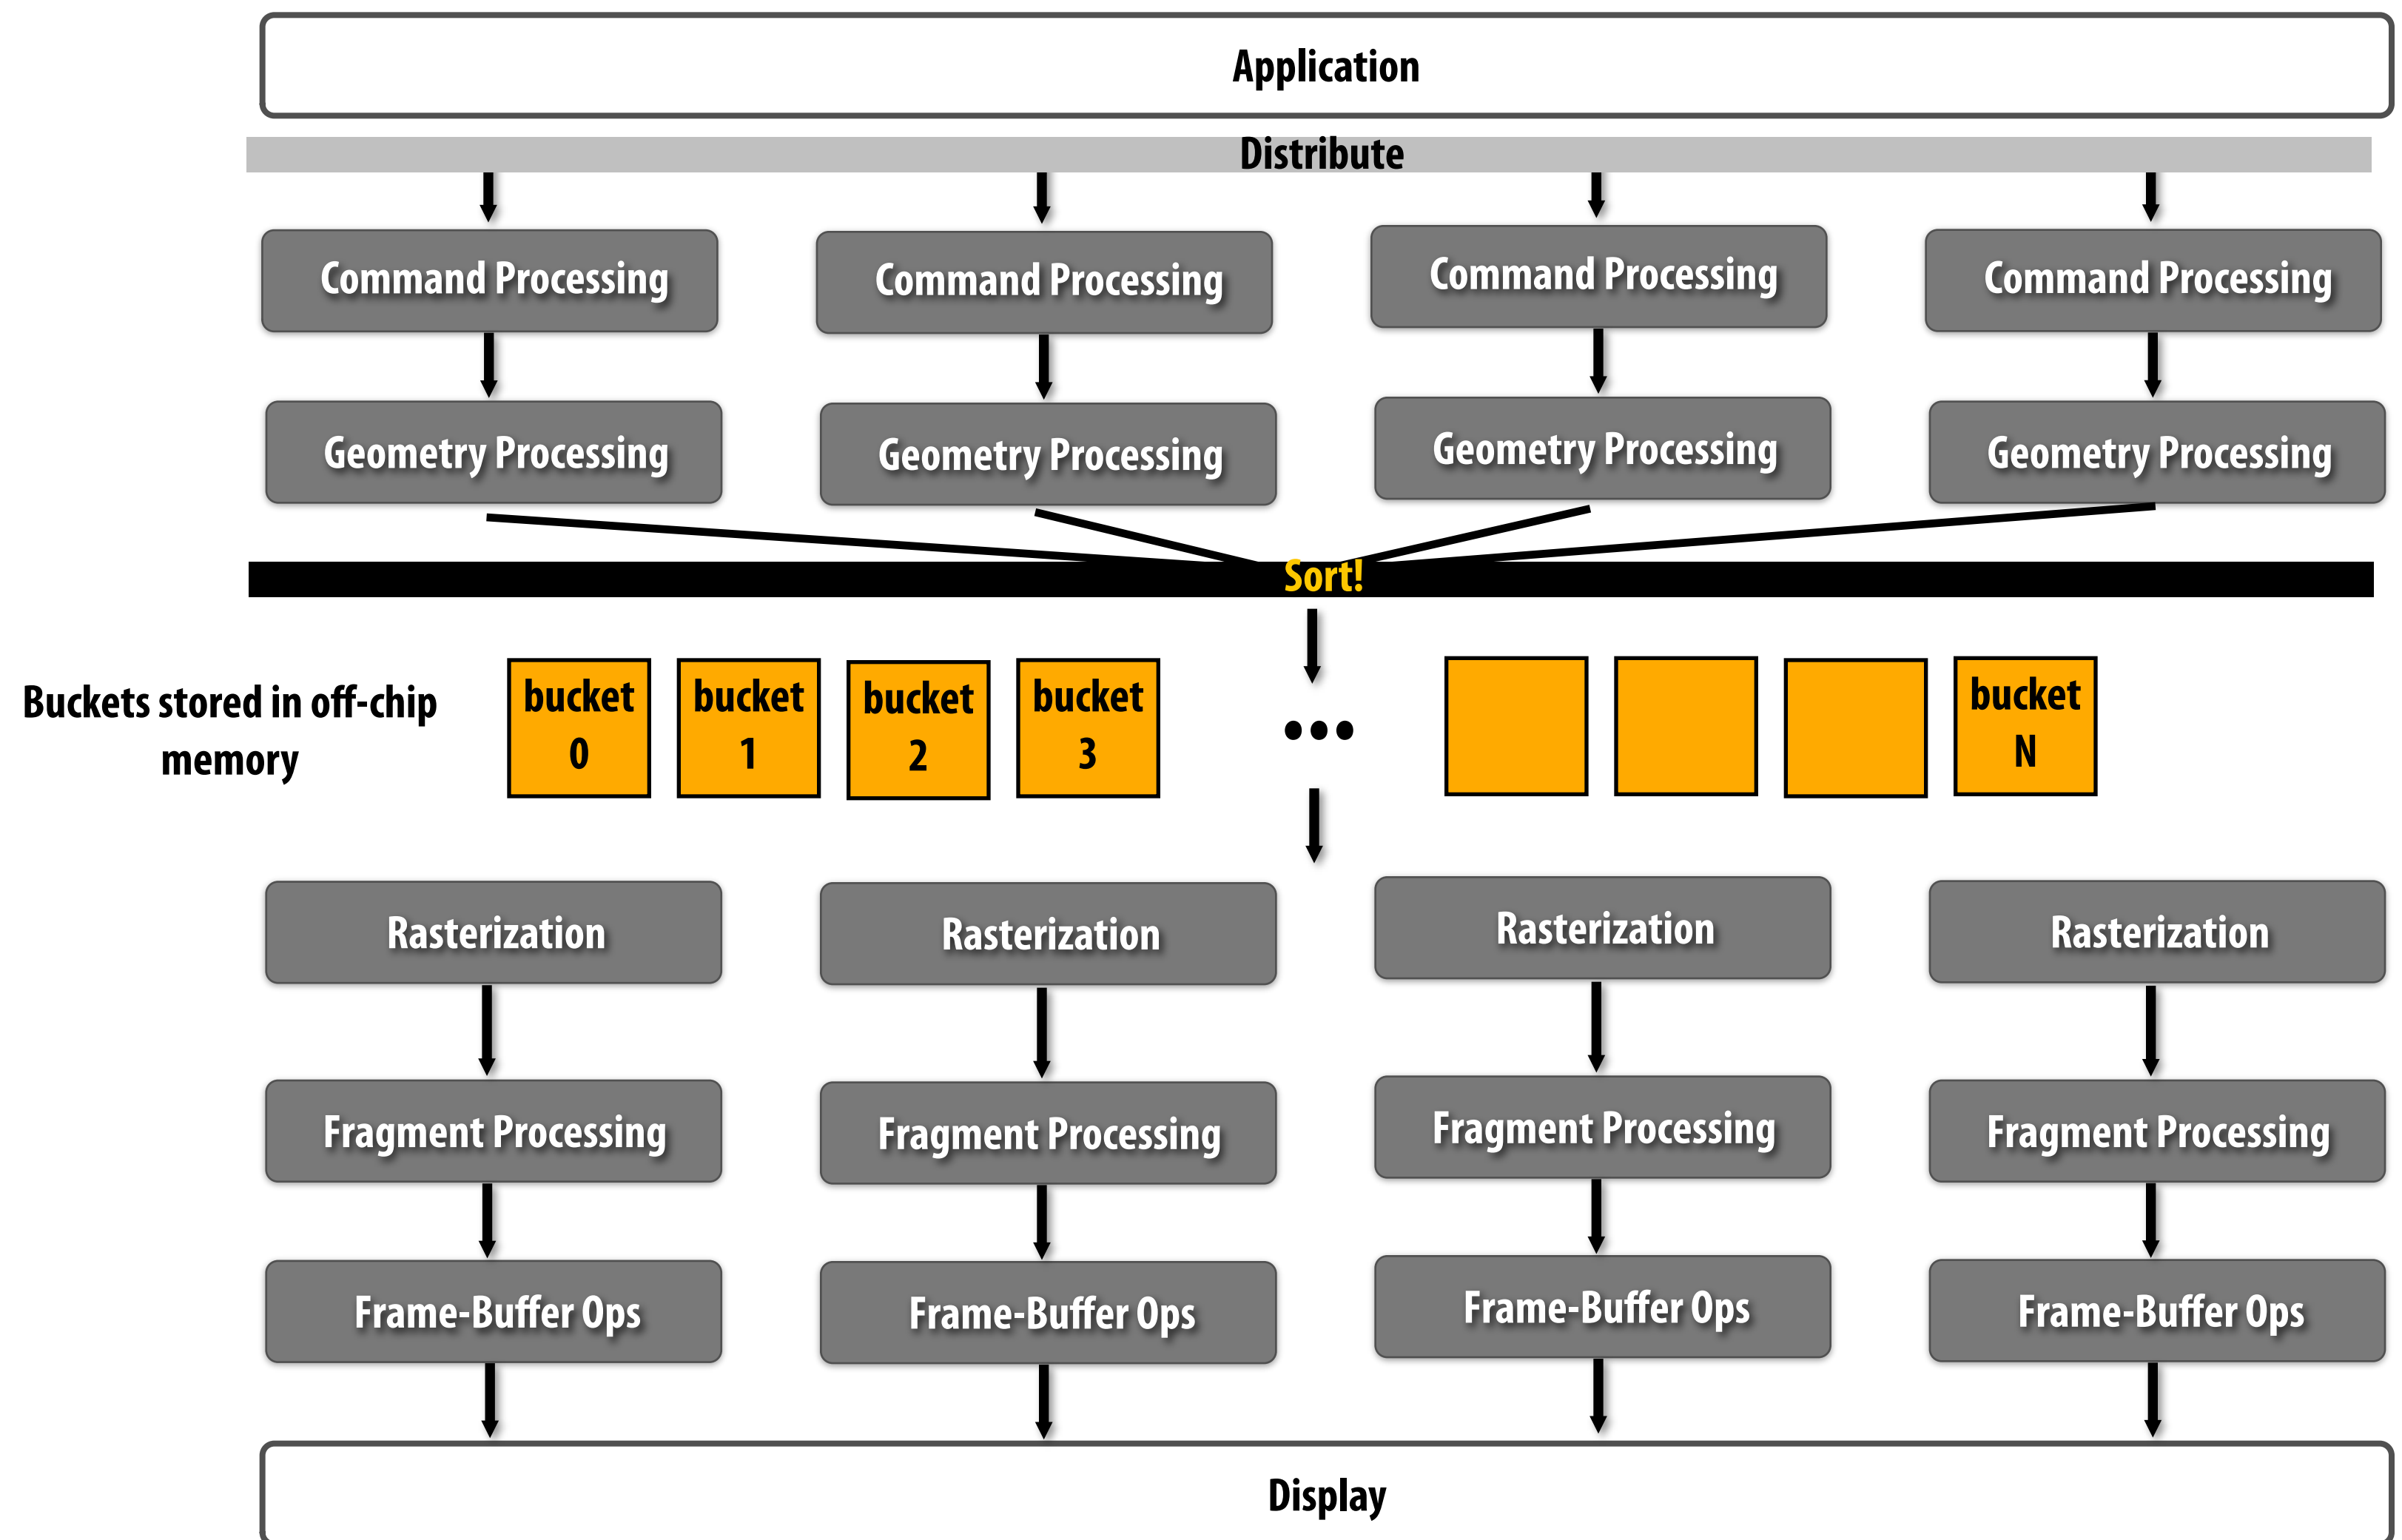 Application
Distribute
Command Processing
Command Processing
Command Processing
Command Processing
Geometry Processing
Geometry Processing
Geometry Processing
Geometry Processing
Sort!
Buckets stored in off-chip
memory
bucket
0
bucket
1
bucket
2
bucket
3
•••
bucket
N
Rasterization
Rasterization
Rasterization
Rasterization
Fragment Processing
Fragment Processing
Fragment Processing
Fragment Processing
Frame-Buffer Ops
Frame-Buffer Ops
Frame-Buffer Ops
Frame-Buffer Ops
Display